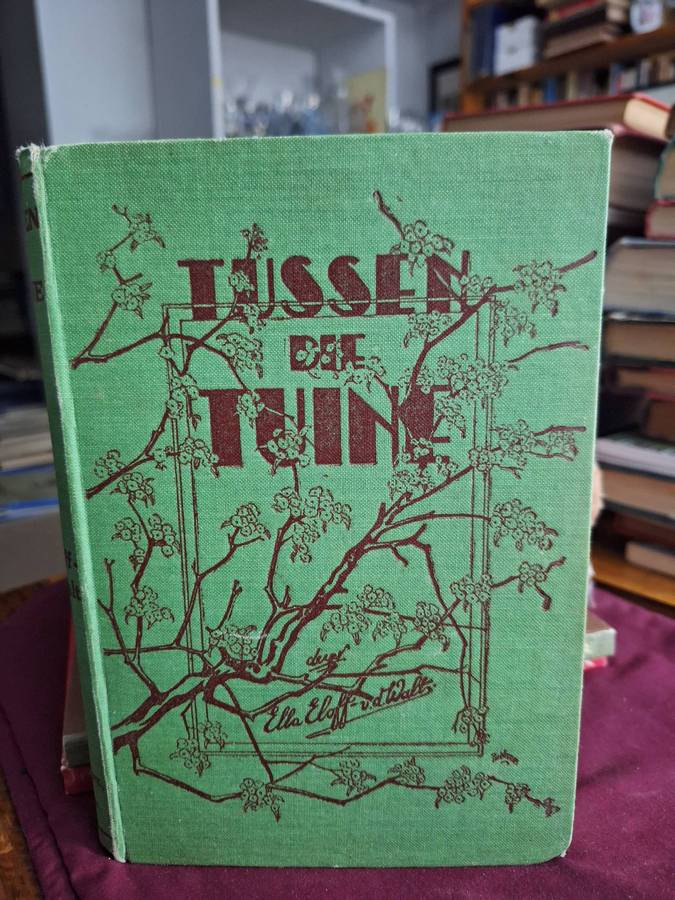 TUSSEN
DIE
TUINE
deur
Ella Eloff-v.d.Walt.